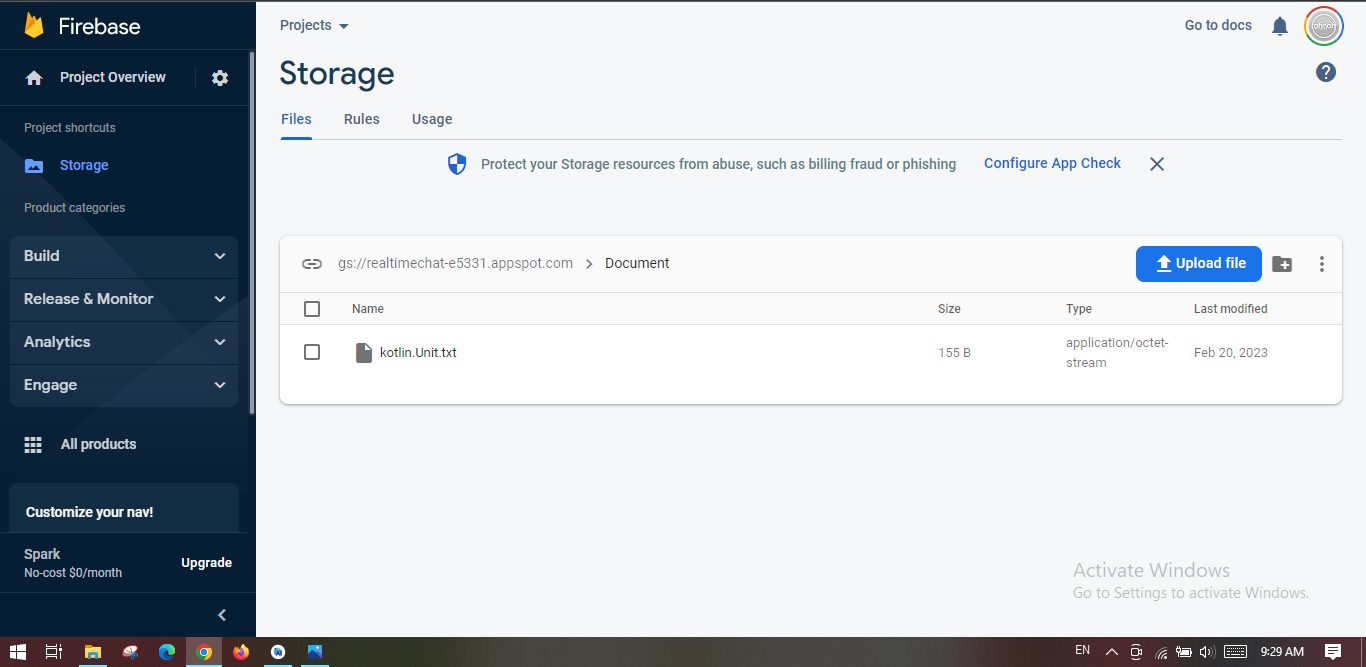 Firebase
Projects
Go to docs
Project Overview
Storage
Project shortcuts
Files
Rules
Usage
Storage
Protect your Storage resources from abuse, such as billing fraud or phishing
Configure App Check
Product categories
Build
Release & Monitor
Analytics
Engage
All products
Customize your nav!
Spark
No-cost $0/month
Upgrade
gs://realtimechat-e5331.appspot.com
Document
Upload file
Name
Size
Type
Last modified
kotlin.Unit.txt
155 B
application/octet-
stream
Feb 20, 2023
Activate Windows
Go to Settings to activate Windows.
EN
9:29 AM